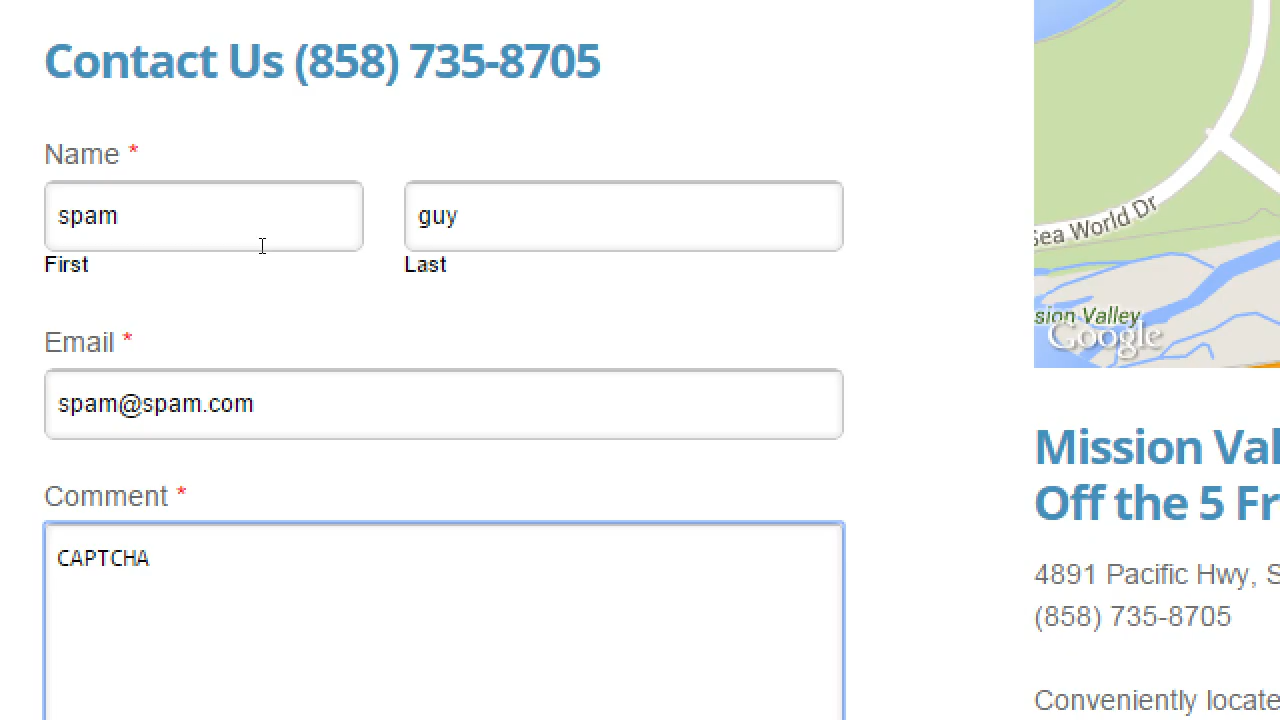 Contact Us (858) 735-8705
Name *
spam
guy
First
Last
Email *
spam@spam.com
Comment *
CAPTCHA
Sea World Dr
sion Valley
Google
Mission Val
Off the 5 Fr
4891 Pacific Hwy, S
(858) 735-8705
Conveniently locate